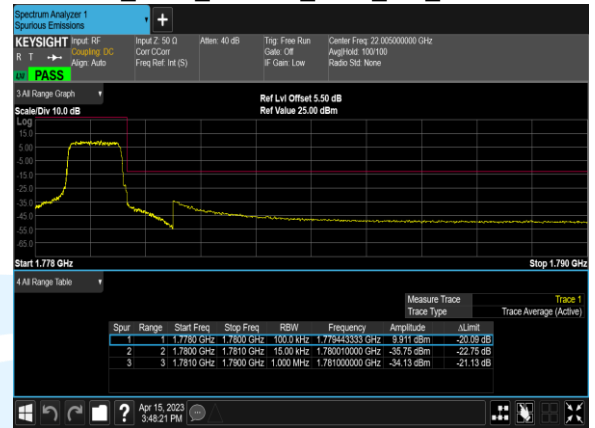 Spectrum Analyzer 1
Spurious Emissions
+
KEYSIGHT Input: RF Input Z: 50 Ω Atten: 40 dB Trig: Free Run Center Freq: 22.005000000 GHz
R T Coupling: DC Corr CCorr Gate: Off Avg|Hold: 100/100
Align: Auto Freq Ref: Int (S) IF Gain: Low Radio Std: None
PASS
3 All Range Graph
Ref Lvl Offset 5.50 dB
Scale/Div 10.0 dB Ref Value 25.00 dBm
Log
15.0
5.00
-5.00
-15.0
-25.0
-35.0
-45.0
-55.0
-65.0
Start 1.778 GHz Stop 1.790 GHz
4 All Range Table
Measure Trace Trace 1
Trace Type Trace Average (Active)
Spur Range Start Freq Stop Freq RBW Frequency Amplitude ΔLimit
1 1 1.7780 GHz 1.7800 GHz 100.0 kHz 1.779443333 GHz 9.911 dBm -20.09 dB
2 2 1.7800 GHz 1.7810 GHz 15.00 kHz 1.780010000 GHz -35.75 dBm -22.75 dB
3 3 1.7810 GHz 1.7900 GHz 1.000 MHz 1.781000000 GHz -34.13 dBm -21.13 dB
? Apr 15, 2023
3:48:21 PM